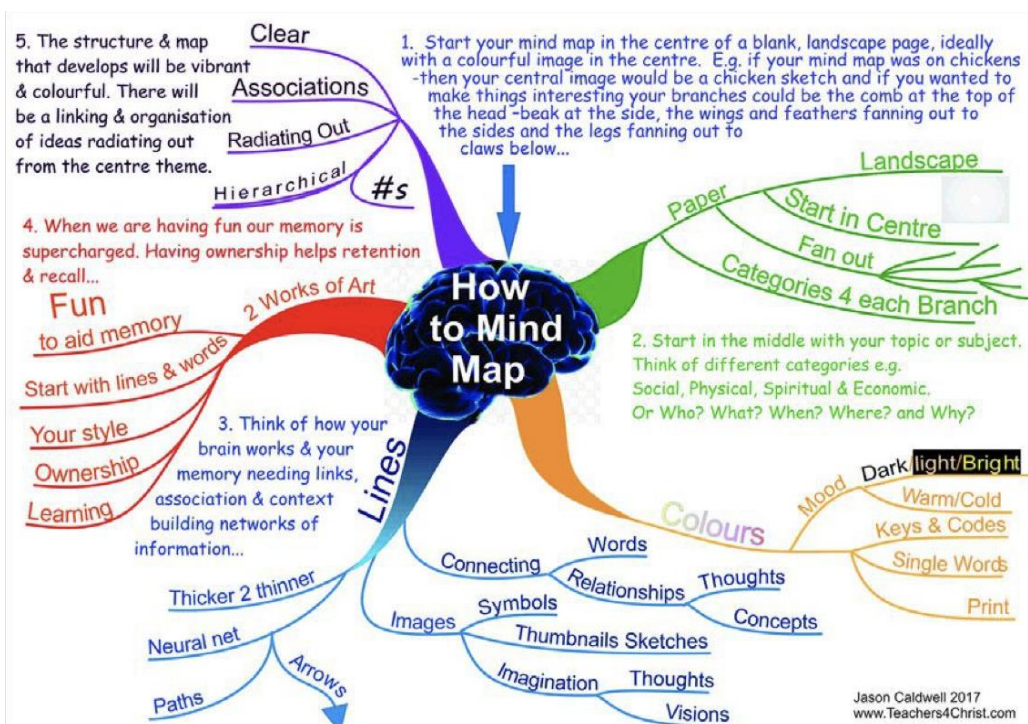 1. Start your mind map in the centre of a blank, landscape page, ideally
with a colourful image in the centre. E.g. if your mind map was on chickens
-then your central image would be a chicken sketch and if you wanted to
make things interesting your branches could be the comb at the top of
the head -beak at the side, the wings and feathers fanning out to
the sides and the legs fanning out to
claws below...
How
to Mind
Map
Paper
Landscape
Start in Centre
Fan out
Categories 4 each Branch
2. Start in the middle with your topic or subject.
Think of different categories e.g.
Social, Physical, Spiritual & Economic.
Or Who? What? When? Where? and Why?
Colours
Mood
Dark/light/Bright
Warm/Cold
Keys & Codes
Single Words
Print
3. Think of how your
brain works & your
memory needing links,
association & context
building networks of
information...
Lines
Connecting
Words
Relationships
Thoughts
Concepts
Images
Symbols
Thumbnails Sketches
Imagination
Thoughts
Visions
Thicker 2 thinner
Neural net
Arrows
Paths
4. When we are having fun our memory is
supercharged. Having ownership helps retention
& recall...
2 Works of Art
Fun
to aid memory
Start with lines & words
Your style
Ownership
Learning
5. The structure & map
that develops will be vibrant
& colourful. There will
be a linking & organisation
of ideas radiating out
from the centre theme.
Clear
Associations
Radiating Out
Hierarchical
#s
Jason Caldwell 2017
www.Teachers4Christ.com